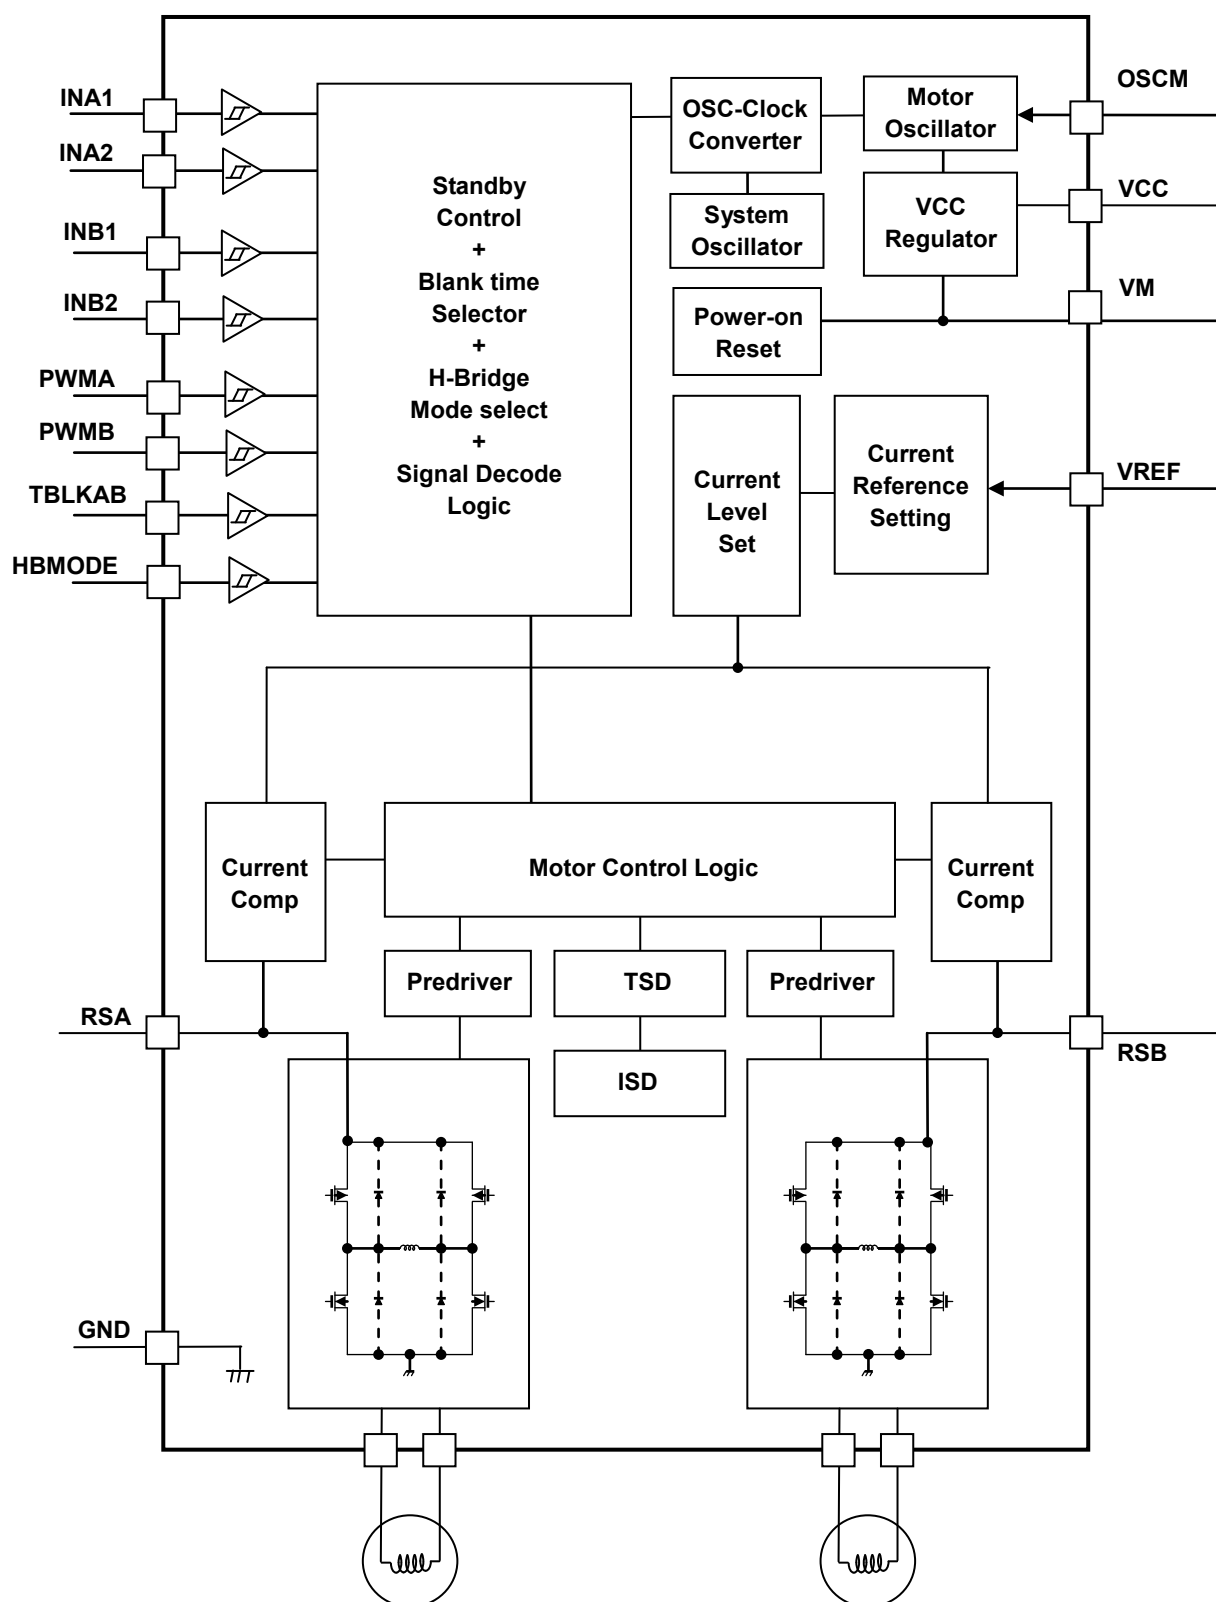 INA1
INA2
INB1
INB2
PWMA
PWMB
TBLKAB
HBMODE
Standby
Control
+
Blank time
Selector
+
H-Bridge
Mode select
+
Signal Decode
Logic
OSC-Clock
Converter
Motor
Oscillator
System
Oscillator
VCC
Regulator
Power-on
Reset
Current
Level
Set
Current
Reference
Setting
OSCM
VCC
VM
VREF
Current
Comp
Motor Control Logic
Current
Comp
Predriver
TSD
Predriver
ISD
RSA
RSB
GND